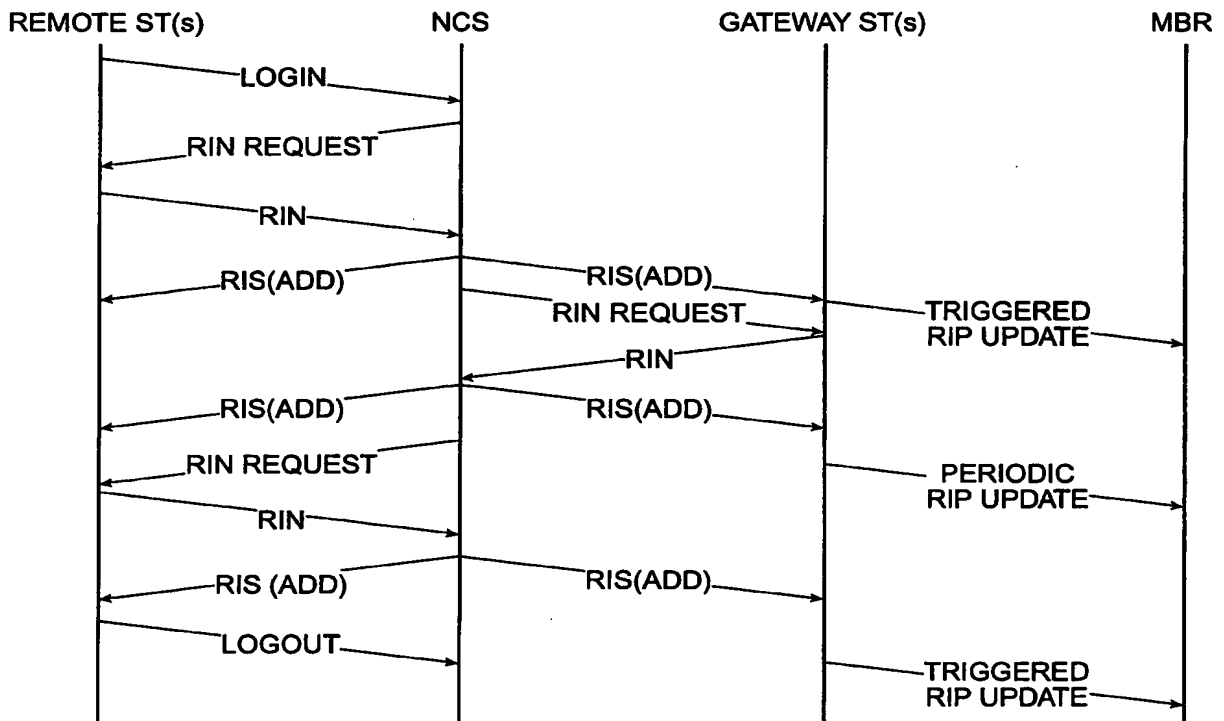 REMOTE ST(s) NCS GATEWAY ST(s) MBR
LOGIN
RIN REQUEST
RIN
RIS(ADD) RIS(ADD)
RIN REQUEST
TRIGGERED
RIP UPDATE
RIN
RIS(ADD) RIS(ADD)
RIN REQUEST
PERIODIC
RIP UPDATE
RIN
RIS (ADD) RIS(ADD)
LOGOUT
TRIGGERED
RIP UPDATE